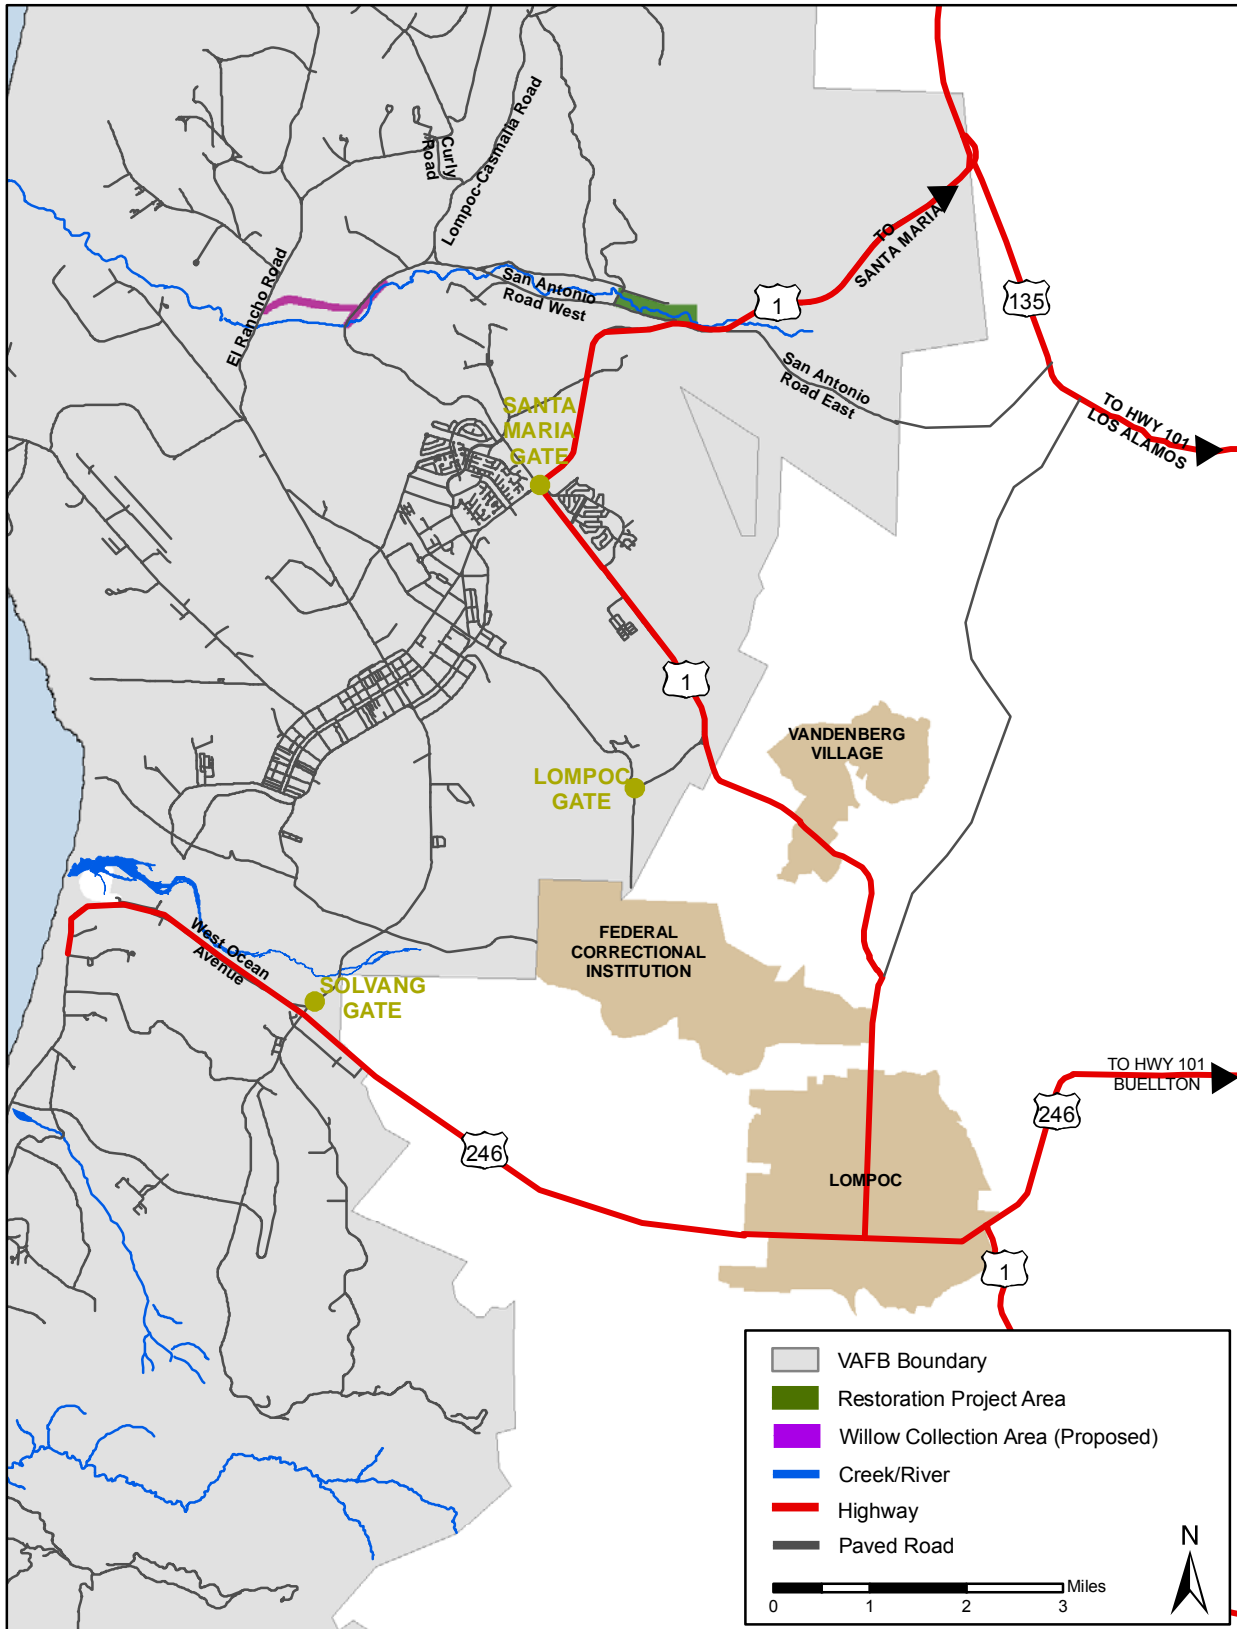 Curly
Road
Lompoc-Casmalia Road
El Rancho Road
San Antonio
Road West
TO
SANTA MARIA
1
135
San Antonio
Road East
TO HWY 101
LOS ALAMOS
SANTA
MARIA
GATE
1
VANDENBERG
VILLAGE
LOMPOC
GATE
FEDERAL
CORRECTIONAL
INSTITUTION
West Ocean
Avenue
SOLVANG
GATE
TO HWY 101
BUELLTON
246
246
LOMPOC
1
VAFB Boundary
Restoration Project Area
Willow Collection Area (Proposed)
Creek/River
Highway
Paved Road
N
Miles
0 1 2 3